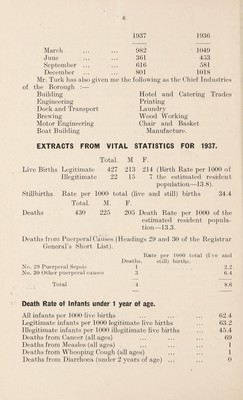 6
1937 1936
March ... ... 982 1049
June ... ... 361 453
September ... ... 616 581
December ... ... 801 1018
Mr. Turk has also given me the following as the Chief Industries
of the Borough :—
Building Hotel and Catering Trades
Engineering Printing
Dock and Transport Laundry
Brewing Wood Working
Motor Engineering Chair and Basket
Boat Building Manufacture.
EXTRACTS FROM VITAL STATISTICS FOR 1937.
Total. M F.
Live Births Legitimate 427 213 214 (Birth Rate per 1000 of
Illegitimate 22 15 7 the estimated resident
population—13.8).
Stillbirths Rate per 1000 total (live and still) births 34.4
Total. M. F.
Deaths 430 225 205 Death Rate per 1000 of the
estimated resident popula-
tion—13.3.
Deaths from Puerperal Causes (Headings 29 and 30 of the Registrar
General's Short List).
Rate per 1000 total (live and
Deaths. still) births.
No. 29 Puerperal Sepsis 1 2.2
No. 30 Other puerperal causes 3 6.4
Total 4 8.6
Death Rate of Infants under 1 year of age.
All infants per 1000 live births ... ... ... 62.4
Legitimate infants per 1000 legitimate live births ... 63.2
Illegitimate infants per 1000 illegitimate live births ... 45.4
Deaths from Cancer (all ages) ... ... ... 69
Deaths from Measles (all ages) ... ... ... 1
Deaths from Whooping Cough (all ages) ... ... 1
Deaths from Diarrhoea (under 2 years of age) ... ... 0